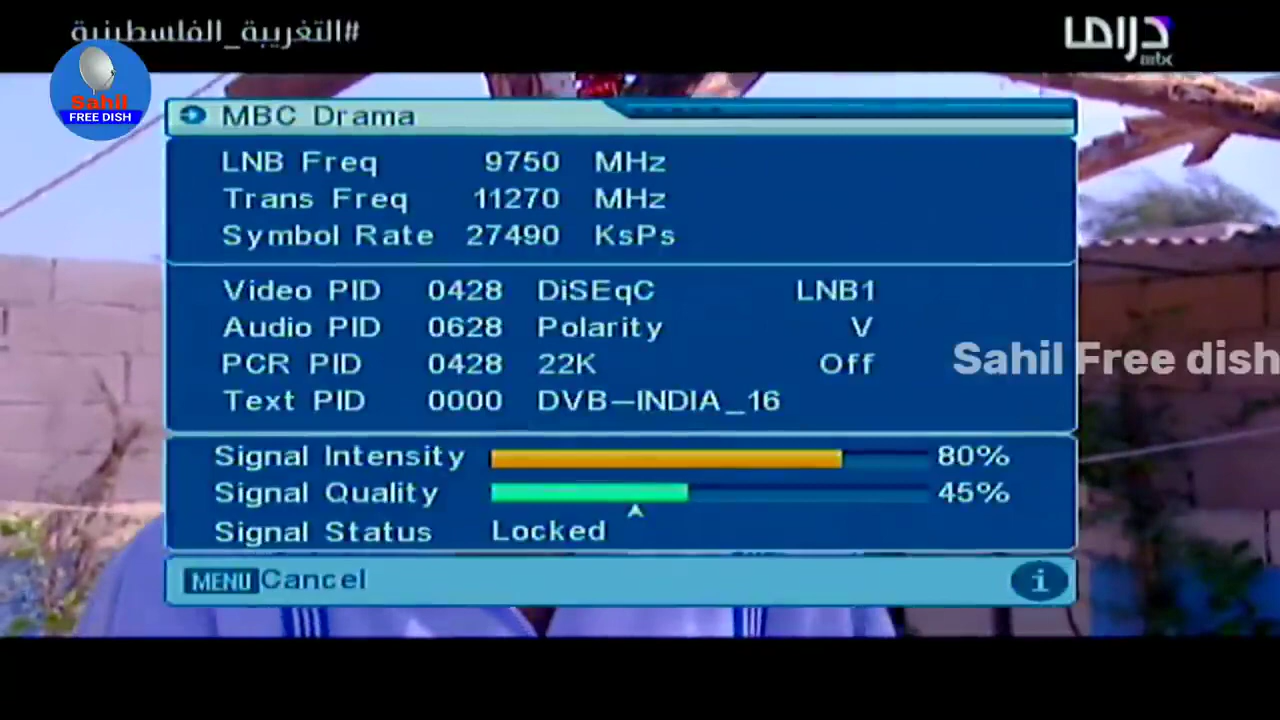 #التغريبة_الفلسطينية
دراما
mbc
Sahil
FREE DISH
MBC Drama
LNB Freq 9750 MHz
Trans Freq 11270 MHz
Symbol Rate 27490 KsPs
Video PID 0428 DiSEqC LNB1
Audio PID 0628 Polarity V
PCR PID 0428 22K Off
Text PID 0000 DVB-INDIA_16
Sahil Free dish
Signal Intensity 80%
Signal Quality 45%
Signal Status Locked
MENU Cancel i